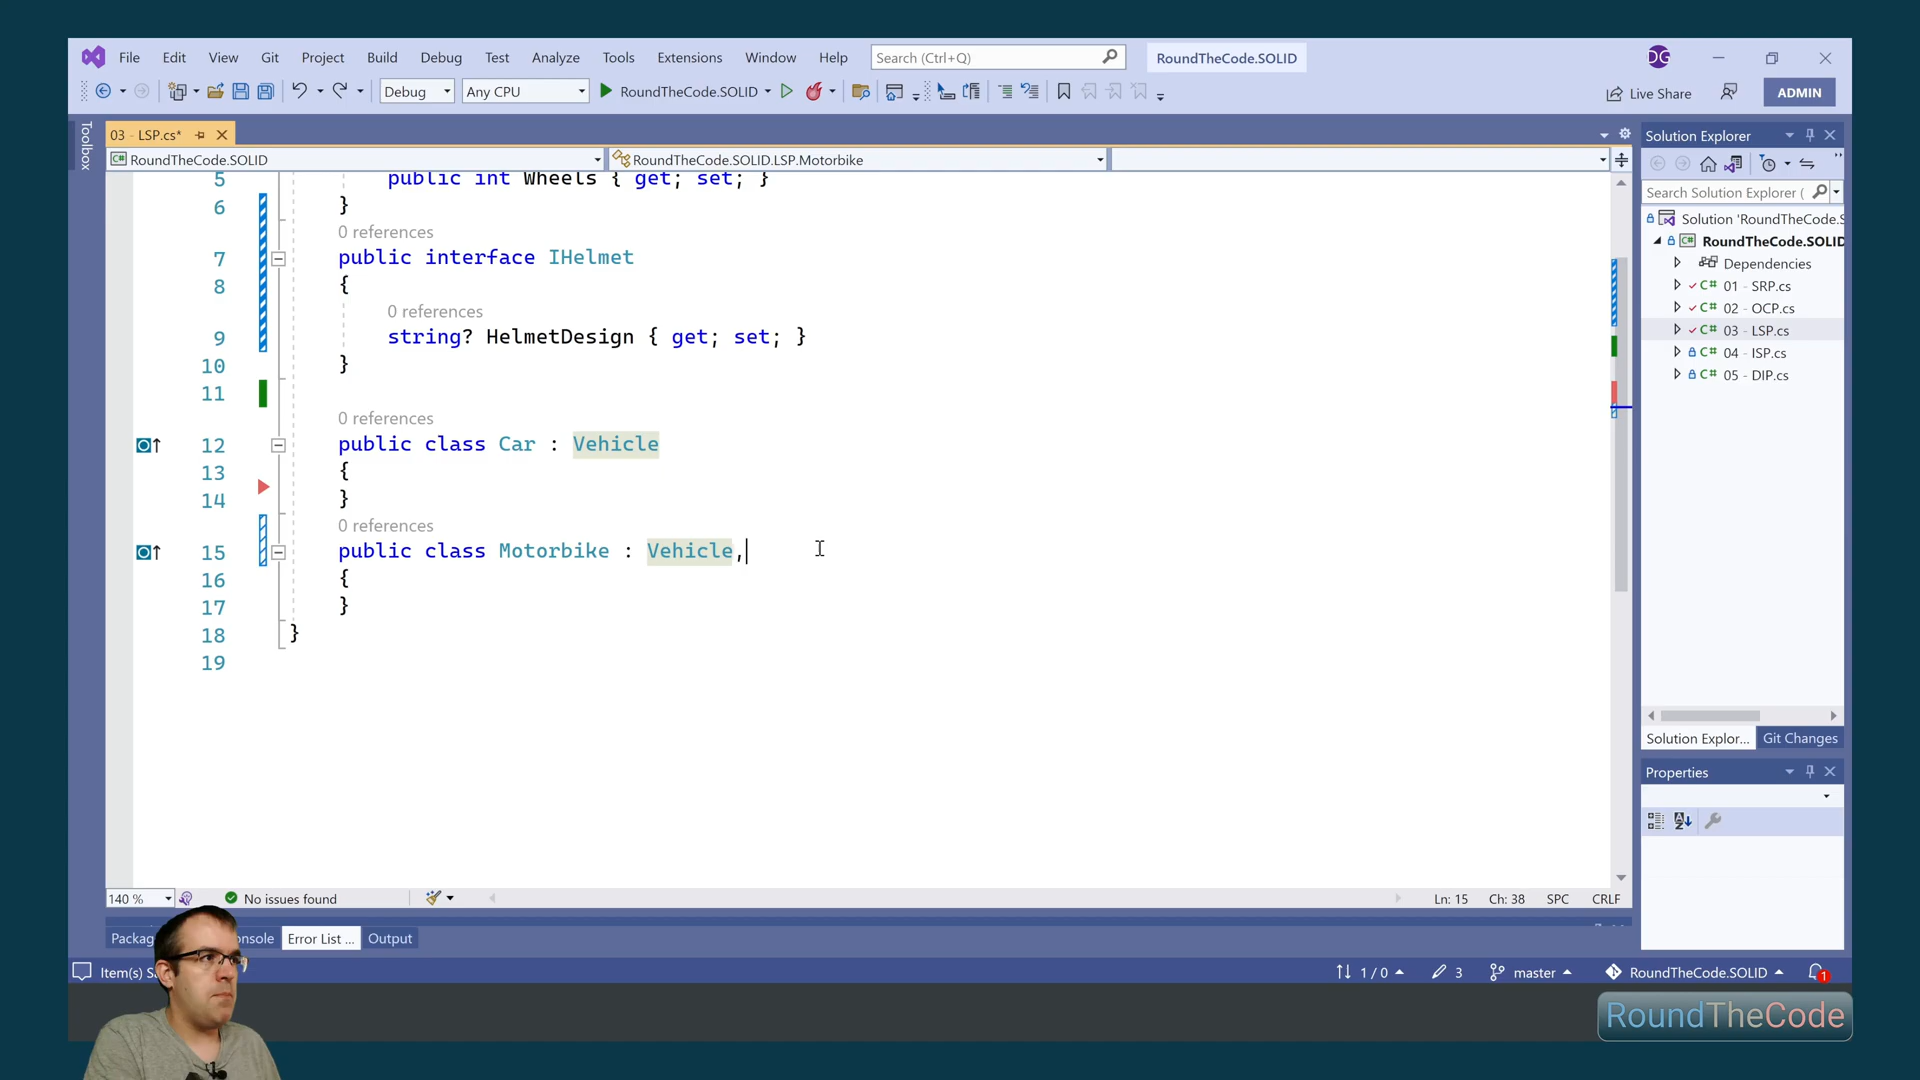 File Edit View Git Project Build Debug Test Analyze Tools Extensions Window Help Search (Ctrl+Q) RoundTheCode.SOLID DG
Debug Any CPU RoundTheCode.SOLID Live Share ADMIN
Toolbox
03 - LSP.cs*
RoundTheCode.SOLID RoundTheCode.SOLID.LSP.Motorbike
5 public int Wheels { get; set; }
6 }
0 references
7 public interface IHelmet
8 {
0 references
9 string? HelmetDesign { get; set; }
10 }
11
0 references
12 public class Car : Vehicle
13 {
14 }
0 references
15 public class Motorbike : Vehicle,
16 {
17 }
18 }
19
Solution Explorer
Search Solution Explorer (
Solution 'RoundTheCode.S
RoundTheCode.SOLID
Dependencies
C# 01 - SRP.cs
C# 02 - OCP.cs
C# 03 - LSP.cs
C# 04 - ISP.cs
C# 05 - DIP.cs
Solution Explor... Git Changes
Properties
140 % No issues found Ln: 15 Ch: 38 SPC CRLF
Packag onsole Error List ... Output
Item(s) S 1 / 0 3 master RoundTheCode.SOLID 1
RoundTheCode